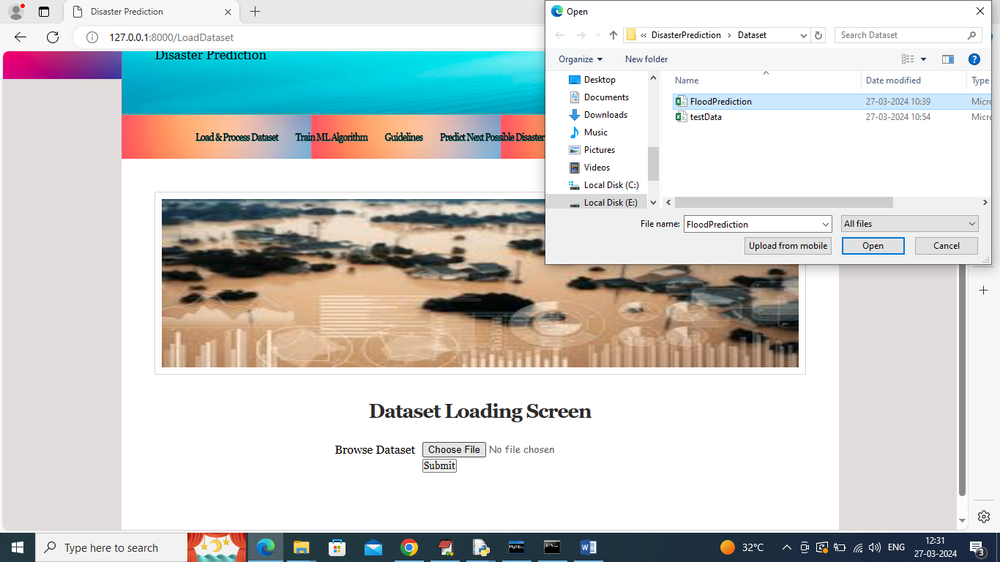 Disaster Prediction
127.0.0.1:8000/LoadDataset
Disaster Prediction
Load & Process Dataset Train ML Algorithm Guidelines Predict Next Possible Disaster
Open
« DisasterPrediction > Dataset
Search Dataset
Organize New folder
Desktop
Documents
Downloads
Music
Pictures
Videos
Local Disk (C:)
Local Disk (E:)
Name Date modified Type
FloodPrediction 27-03-2024 10:39 Micro
testData 27-03-2024 10:54 Micro
File name: FloodPrediction All files
Upload from mobile Open Cancel
Dataset Loading Screen
Browse Dataset Choose File No file chosen
Submit
Type here to search
32°C
ENG
12:31
27-03-2024
3